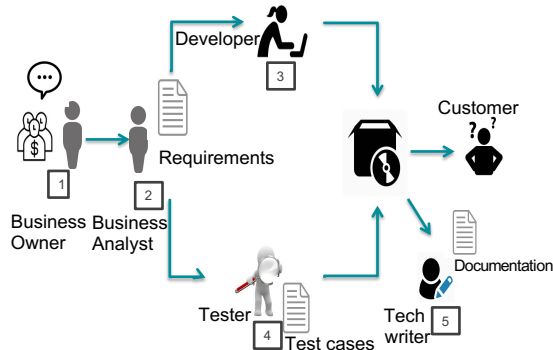 Developer
3
Customer
? ?
$
Requirements
1
2
Business
Owner
Business
Analyst
Documentation
Tester
4
Test cases
Tech
writer
5